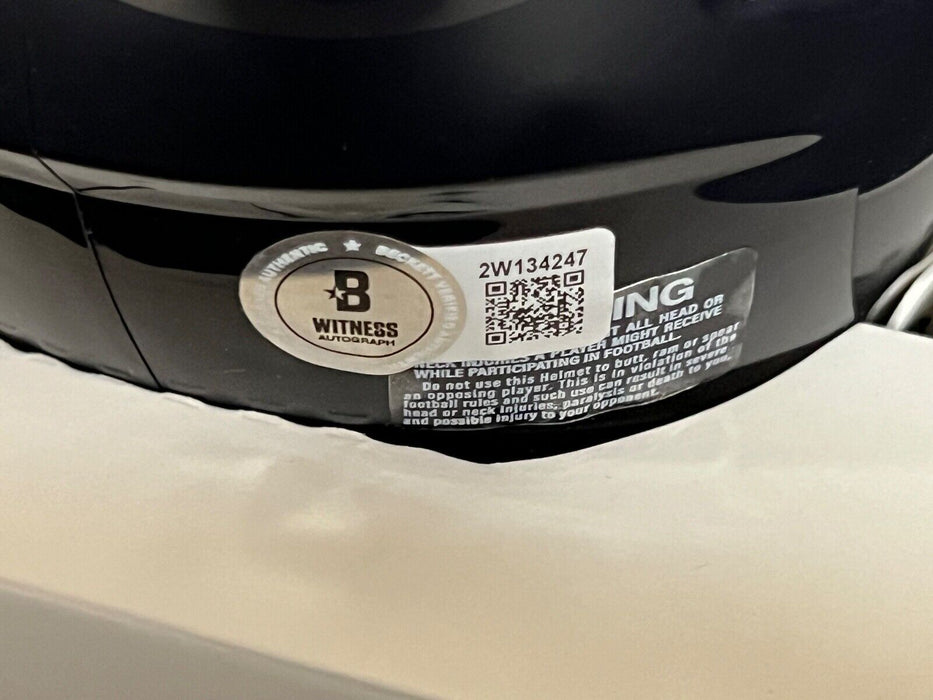 AUTHENTIC ★ BECKETT VERIFIED
B
WITNESS
AUTOGRAPH
2W134247
ING
T ALL HEAD OR
NECK INJURIES A PLAYER MIGHT RECEIVE
WHILE PARTICIPATING IN FOOTBALL.
Do not use this Helmet to butt, ram or spear
an opposing player. This is in violation of the
football rules and such use can result in severe
head or neck injuries, paralysis or death to you,
and possible injury to your opponent.